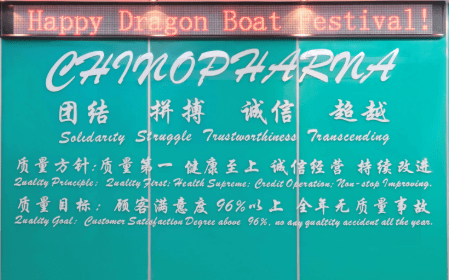 Happy Dragon Boat Festival!
CHINOPHARNA
团结 拼搏 诚信 超越
Solidarity Struggle Trustworthiness Transcending
质量方针:质量第一 健康至上 诚信经营 持续改进
Quality Principle: Quality First; Health Supreme; Credit Operation; Non-stop Improving.
质量目标: 顾客满意度 96%以上 全年无质量事故
Quality Goal: Customer Satisfaction Degree above 96%, no any quality accident all the year.